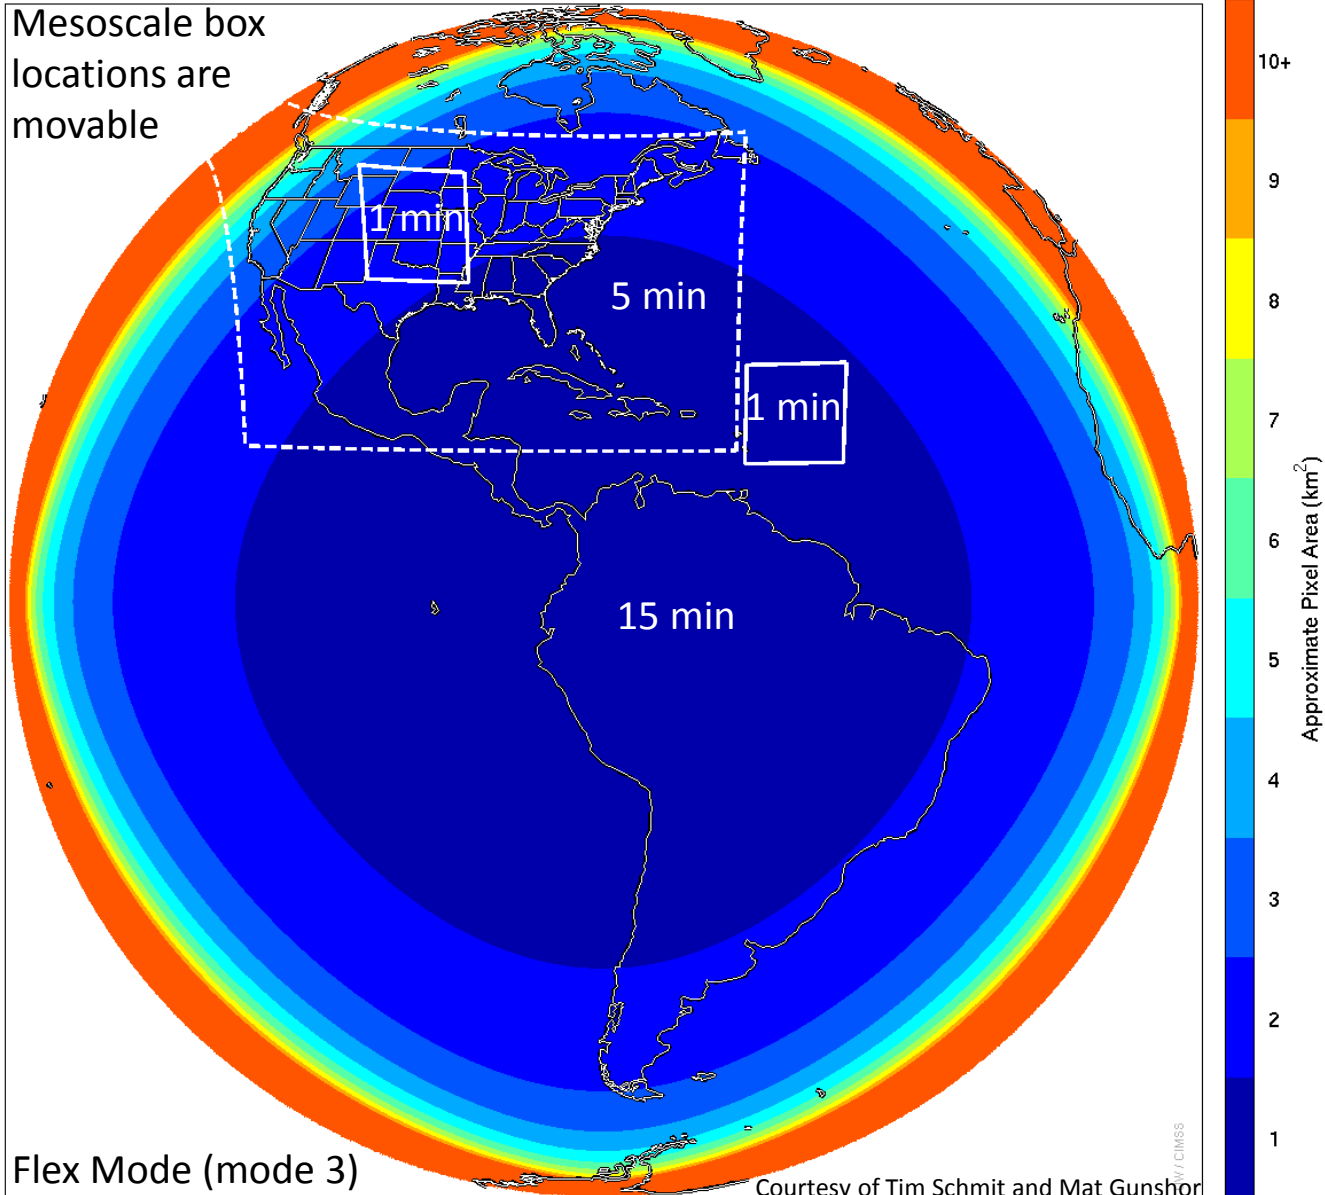 Mesoscale box
locations are
movable
1 min
5 min
1 min
15 min
Flex Mode (mode 3)
Courtesy of Tim Schmit and Mat Gunshor
/ CIMSS
10+
9
8
7
6
5
4
3
2
1
Approximate Pixel Area (km²)